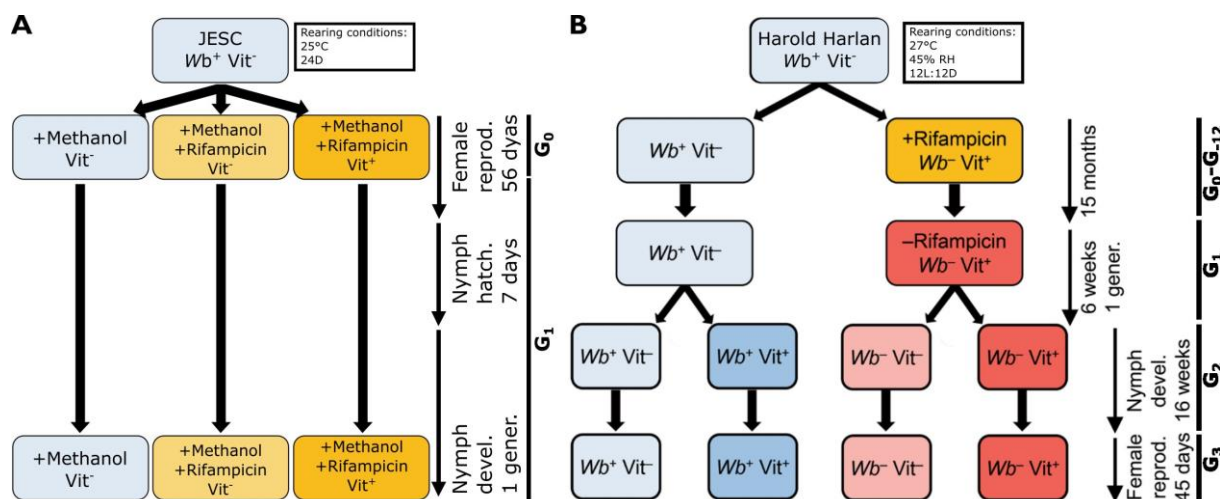 A
JESC
Wb⁺ Vit⁻
Rearing conditions:
25°C
24D
+Methanol
Vit⁻
+Methanol
+Rifampicin
Vit⁻
+Methanol
+Rifampicin
Vit⁺
Female
reprod.
56 dyas
G₀
Nymph
hatch.
7 days
Nymph
devel.
1 gener.
G₁
+Methanol
Vit⁻
+Methanol
+Rifampicin
Vit⁻
+Methanol
+Rifampicin
Vit⁺
B
Harold Harlan
Wb⁺ Vit⁻
Rearing conditions:
27°C
45% RH
12L:12D
Wb⁺ Vit–
+Rifampicin
Wb– Vit⁺
15 months
G₀-G₋₁₂
Wb⁺ Vit–
–Rifampicin
Wb– Vit⁺
6 weeks
1 gener.
G₁
Wb⁺ Vit–
Wb⁺ Vit⁺
Wb– Vit–
Wb– Vit⁺
Nymph
devel.
16 weeks
G₂
Wb⁺ Vit–
Wb⁺ Vit⁺
Wb– Vit–
Wb– Vit⁺
Female
reprod.
45 days
G₃